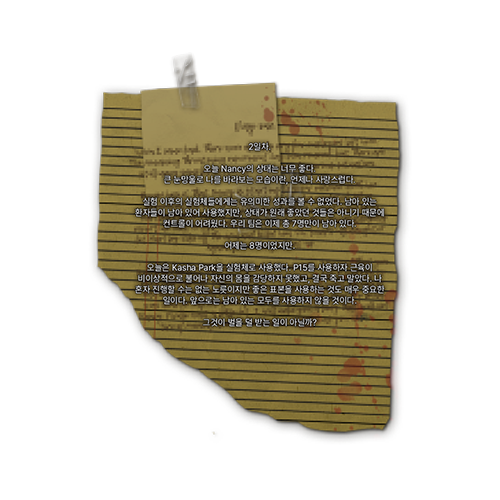 2일차,
오늘 Nancy의 상태는 너무 좋다
큰 눈망울로 나를 바라보는 모습이란, 언제나 사랑스럽다.
실험 이후의 실험체들에게는 유의미한 성과를 볼 수 없었다. 남아 있는
환자들이 남아 있어 사용했지만, 상태가 원래 좋았던 것들은 아니기 때문에
컨트롤이 어려웠다. 우리 팀은 이제 총 7명만이 남아 있다.
어제는 8명이었지만.
오늘은 Kasha Park을 실험체로 사용했다. P15를 사용하자 근육이
비이상적으로 불어나 자신의 몸을 감당하지 못했고, 결국 죽고 말았다. 나
혼자 진행할 수는 없는 노릇이지만 좋은 표본을 사용하는 것도 매우 중요한
일이다. 앞으로는 남아 있는 모두를 사용하지 않을 것이다.
그것이 벌을 덜 받는 일이 아닐까?